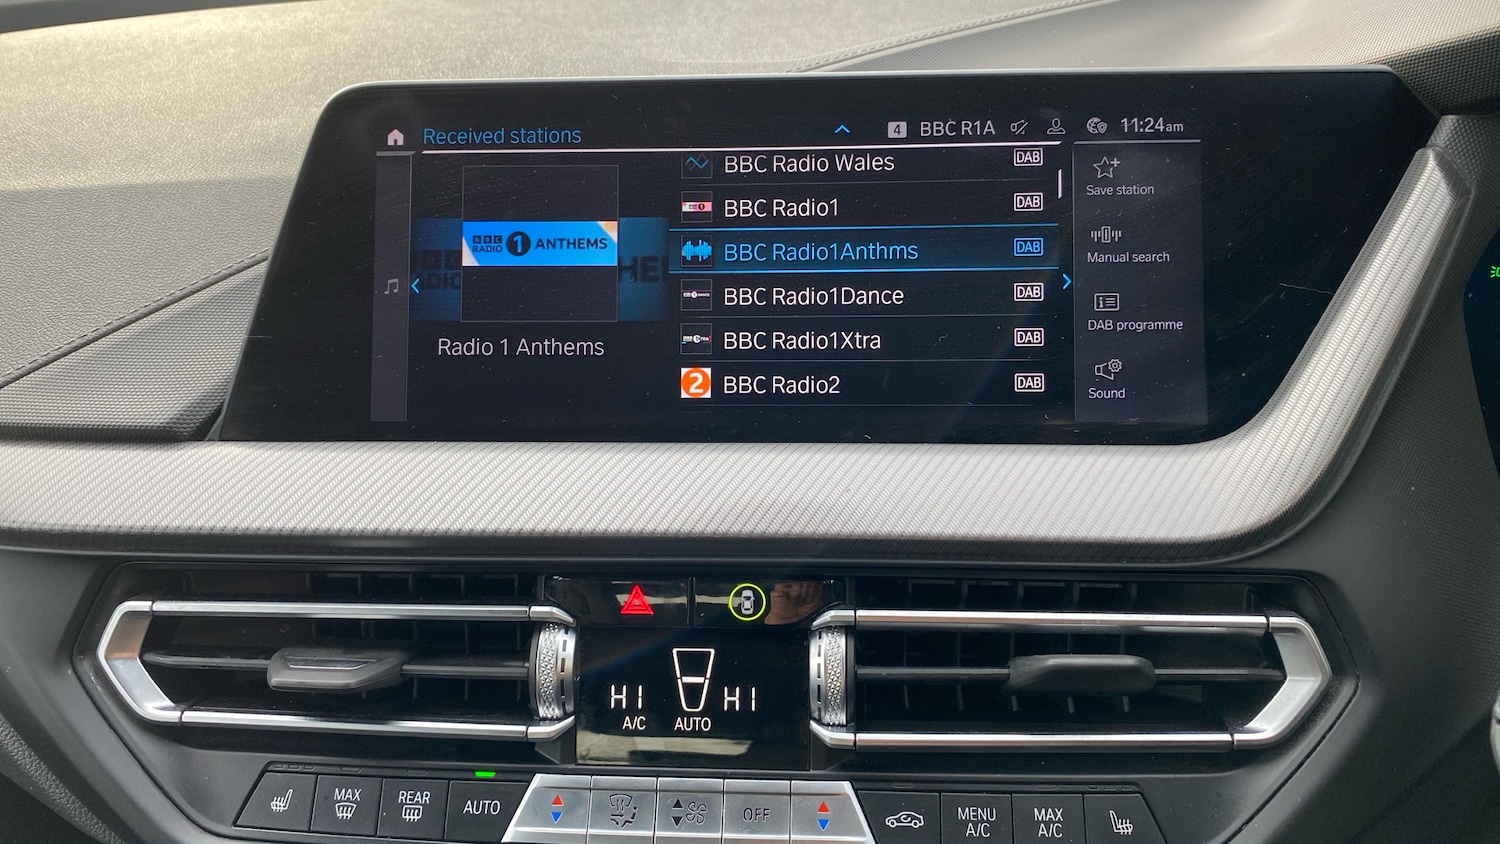 Received stations
4 BBC R1A 11:24am
BBC RADIO 1 ANTHEMS
Radio 1 Anthems
BBC Radio Wales DAB
BBC Radio1 DAB
BBC Radio1Anthms DAB
BBC Radio1Dance DAB
BBC Radio1Xtra DAB
2 BBC Radio2 DAB
Save station
Manual search
DAB programme
Sound
HI HI
A/C AUTO
MAX
REAR
AUTO
OFF
MENU
A/C
MAX
A/C